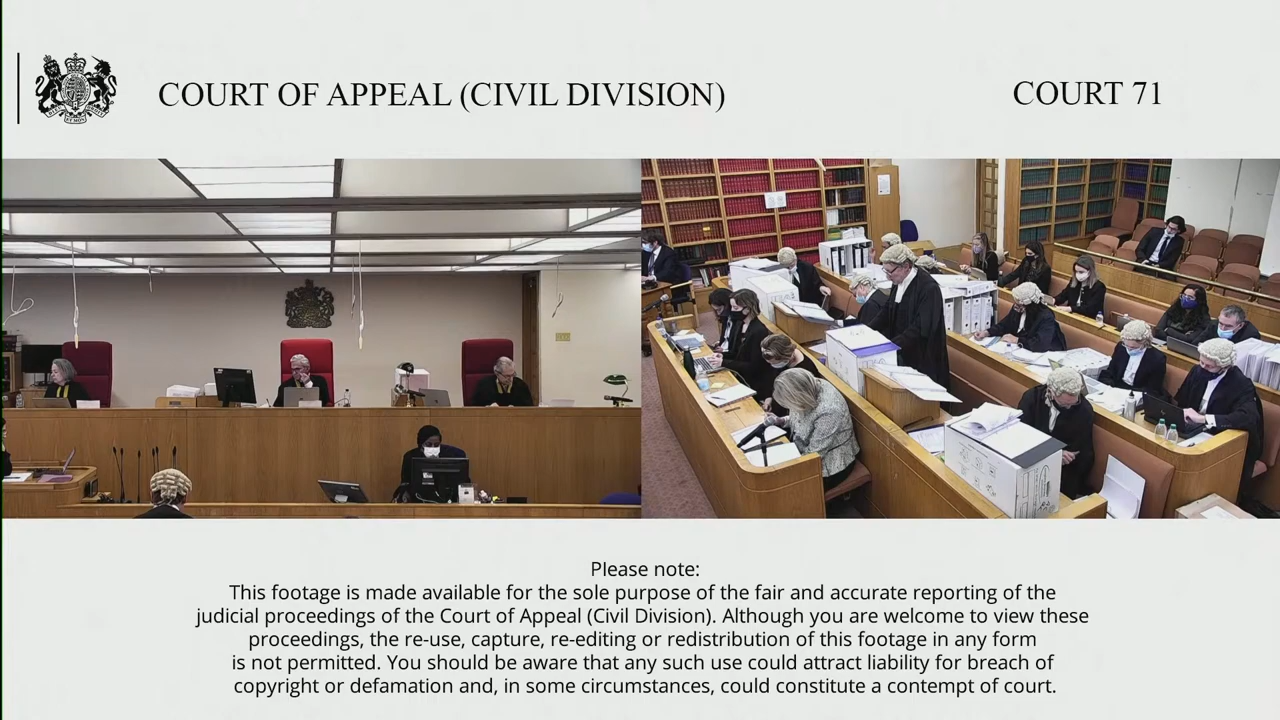 COURT OF APPEAL (CIVIL DIVISION)
COURT 71
Please note:
This footage is made available for the sole purpose of the fair and accurate reporting of the
judicial proceedings of the Court of Appeal (Civil Division). Although you are welcome to view these
proceedings, the re-use, capture, re-editing or redistribution of this footage in any form
is not permitted. You should be aware that any such use could attract liability for breach of
copyright or defamation and, in some circumstances, could constitute a contempt of court.